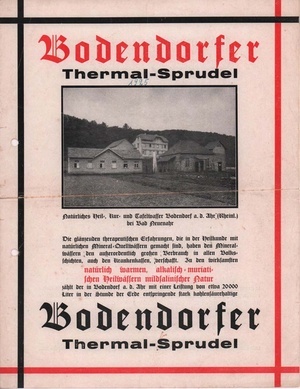 Bodendorfer
Thermal-Sprudel
Natürliches Heil-, Kur- und Tafelwasser Bodendorf a. d. Ahr (Rheinl.)
bei Bad Neuenahr
Die glänzenden therapeutischen Erfahrungen, die in der Heilkunde mit
natürlichen Mineral-Quellwässern gemacht sind, haben den Mineral-
wässern den außerordentlich großen Verbrauch in allen Volks-
schichten, auch den Krankenhäusern, verschafft. Zu den wirksamsten
natürlich warmen, alkalisch-muriati-
schen Heilwässern mildsalinischer Natur
zählt der in Bodendorf a. d. Ahr mit einer Leistung von etwa 20000
Liter in der Stunde der Erde entspringende stark kohlensäurehaltige
Bodendorfer
Thermal-Sprudel